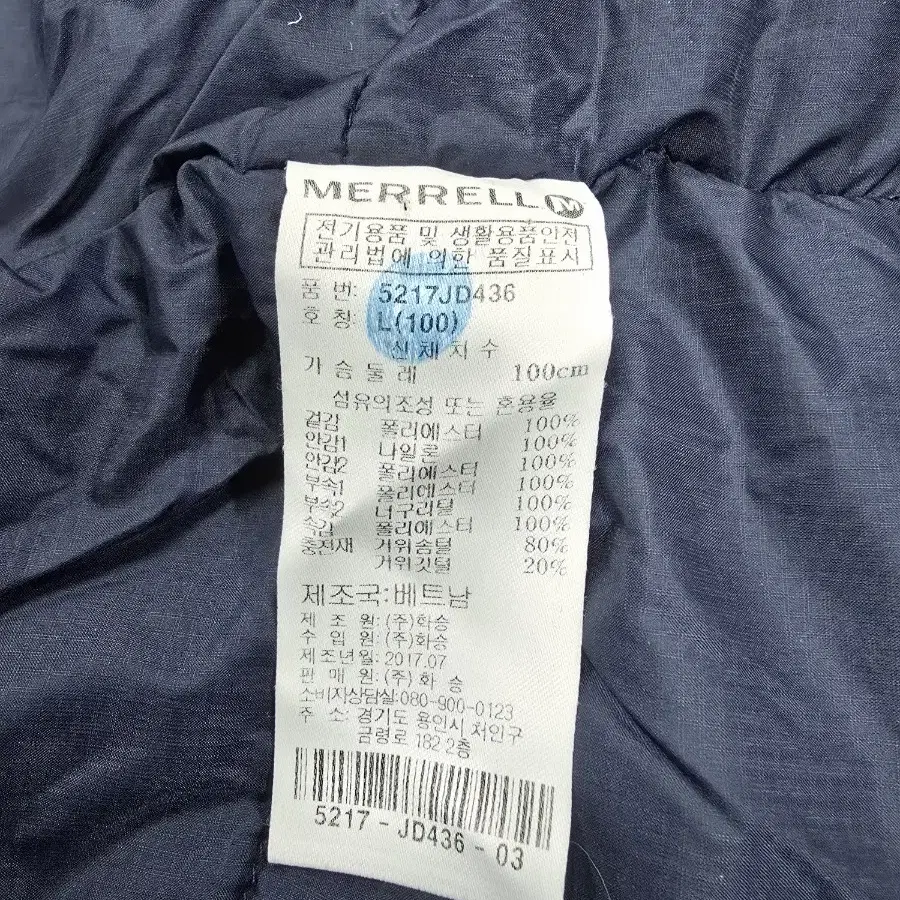 MERRELL
전기용품 및 생활용품안전
관리법에 의한 품질표시
품 번: 5217JD436
호 칭: L(100)
신체치수
가슴둘레 100cm
섬유의조성 또는 혼용율
겉감 폴리에스터 100%
안감1 나일론 100%
안감2 폴리에스터 100%
부속1 폴리에스터 100%
부속2 너구리털 100%
속감 폴리에스터 100%
충전재 거위솜털 80%
거위깃털 20%
제조국:베트남
제 조 원: (주)화승
수 입 원: (주)화승
제조년월: 2017.07
판 매 원: (주)화 승
소비자상담실:080-900-0123
주 소: 경기도 용인시 처인구
금령로 182 2층
5217 - JD436 - 03